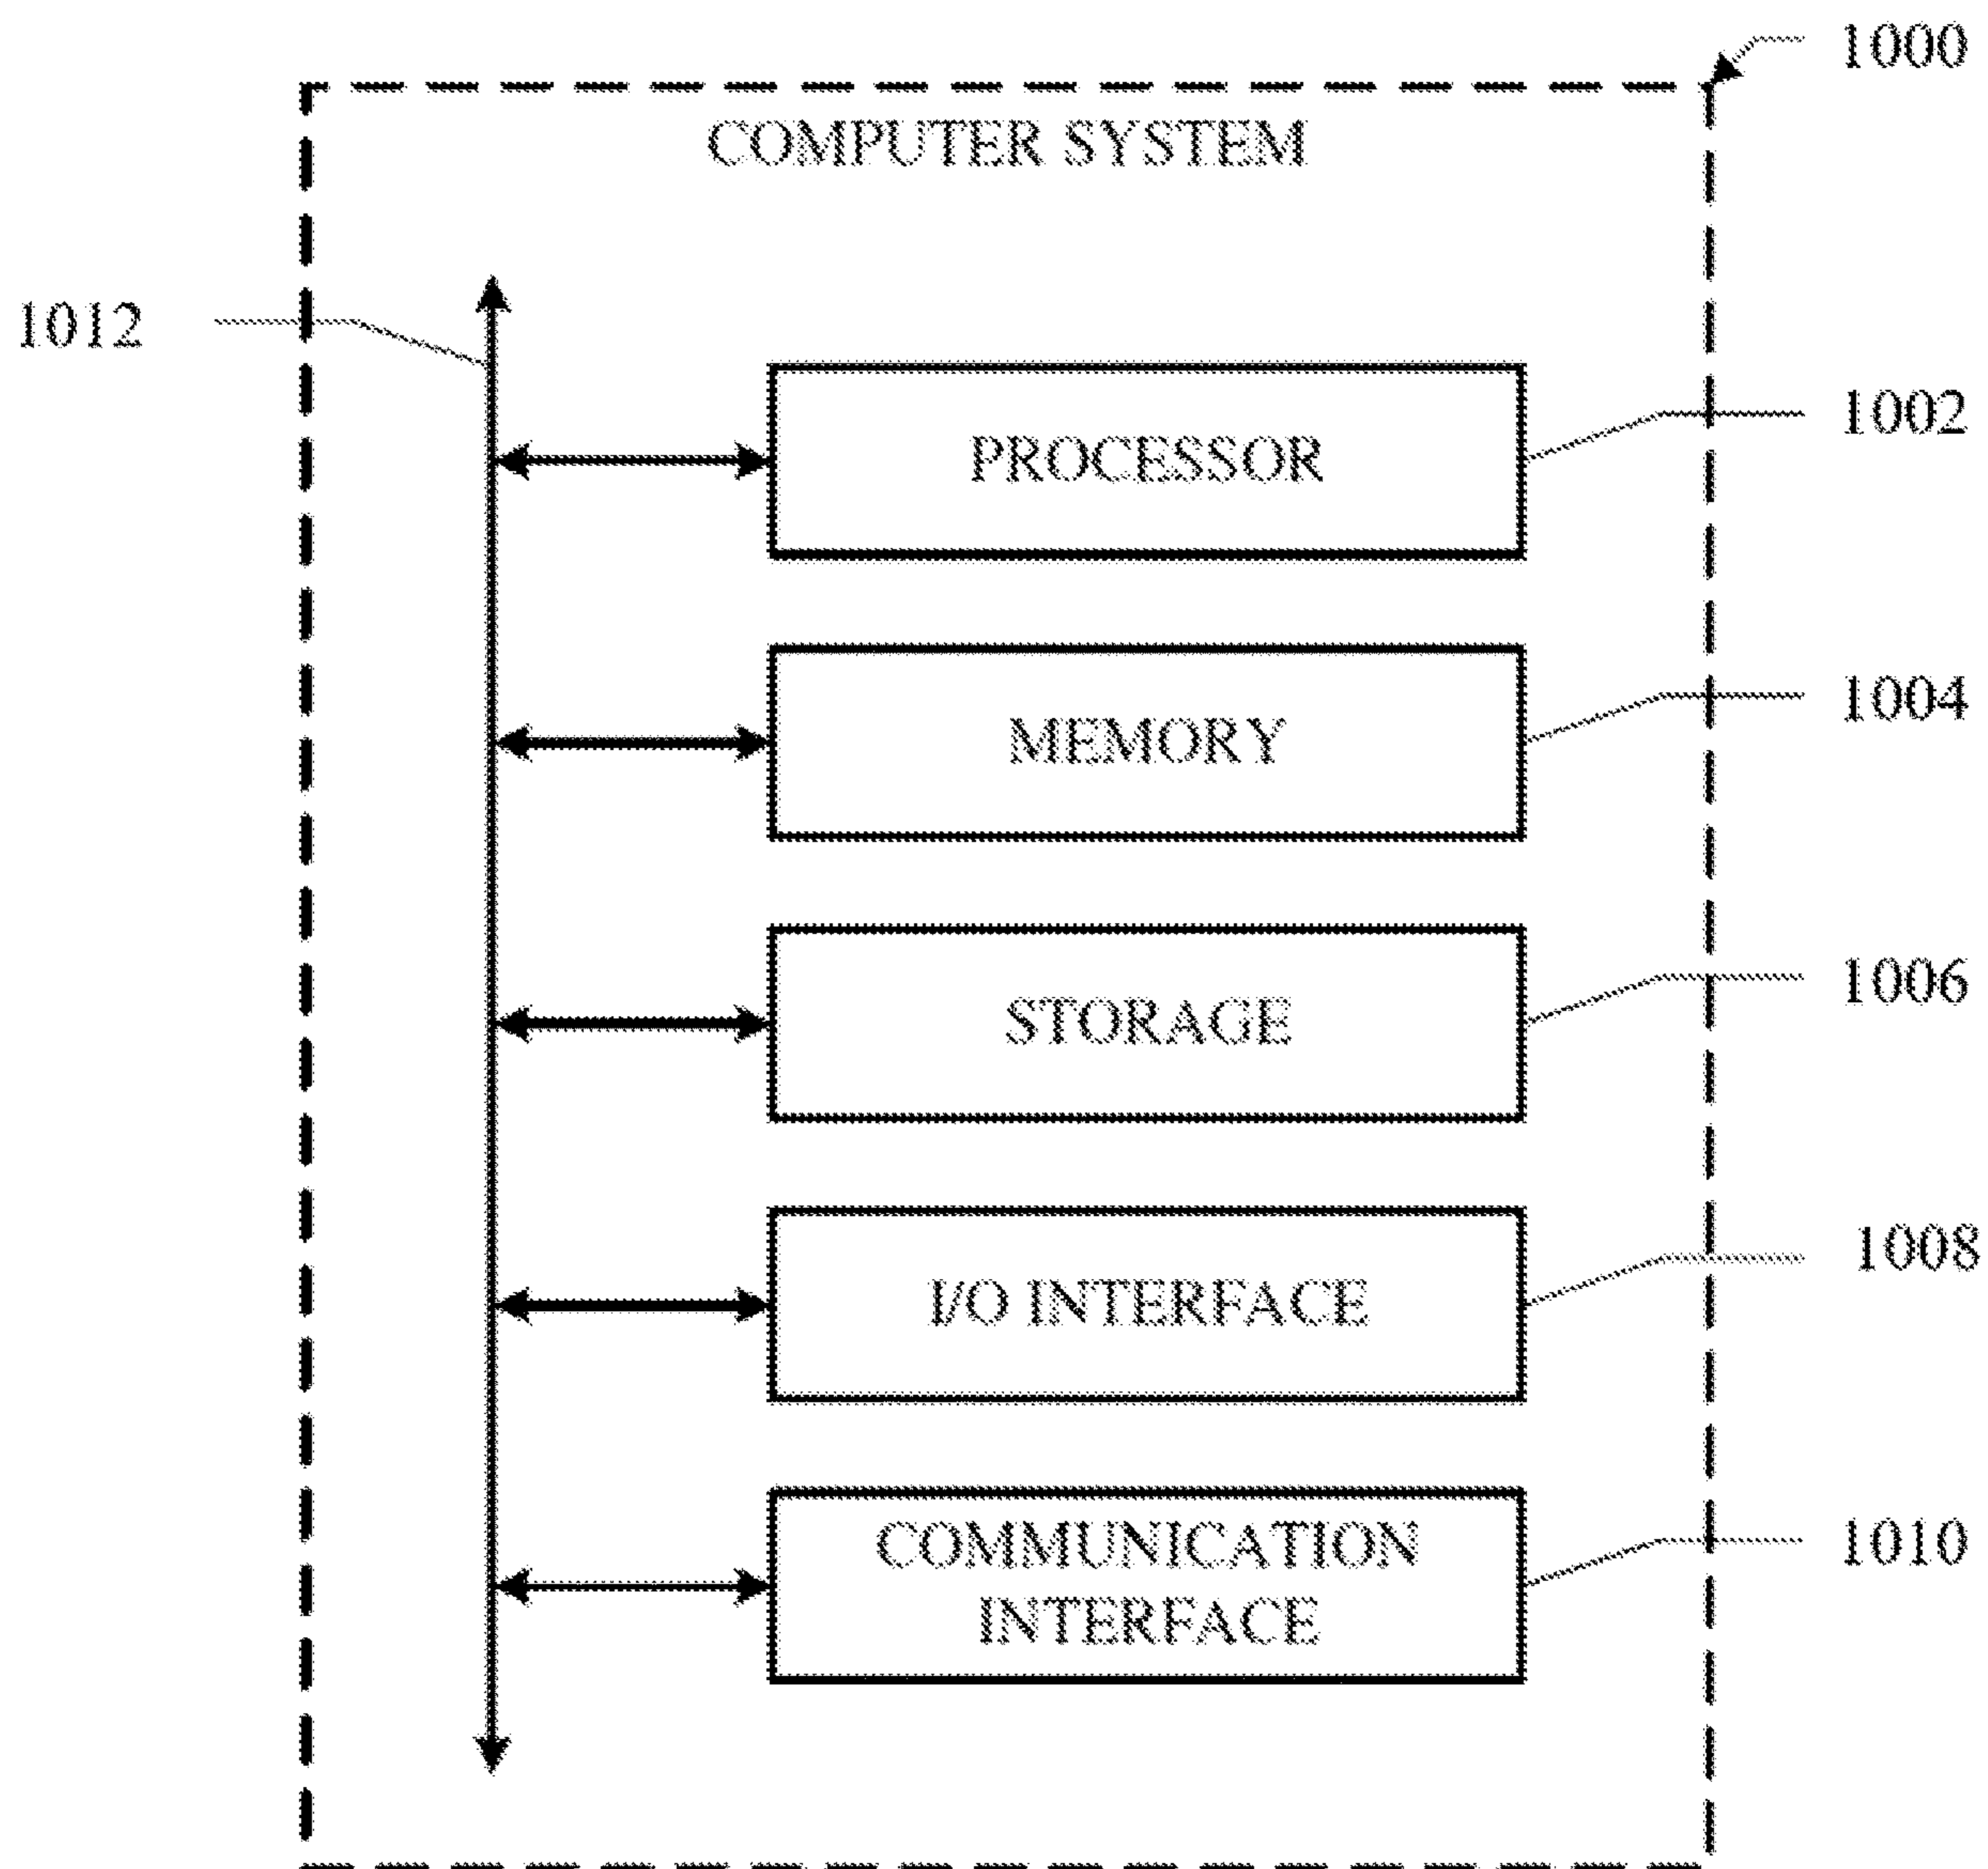 1000
COMPUTER SYSTEM
1012
PROCESSOR
1002
MEMORY
1004
STORAGE
1006
I/O INTERFACE
1008
COMMUNICATION
INTERFACE
1010